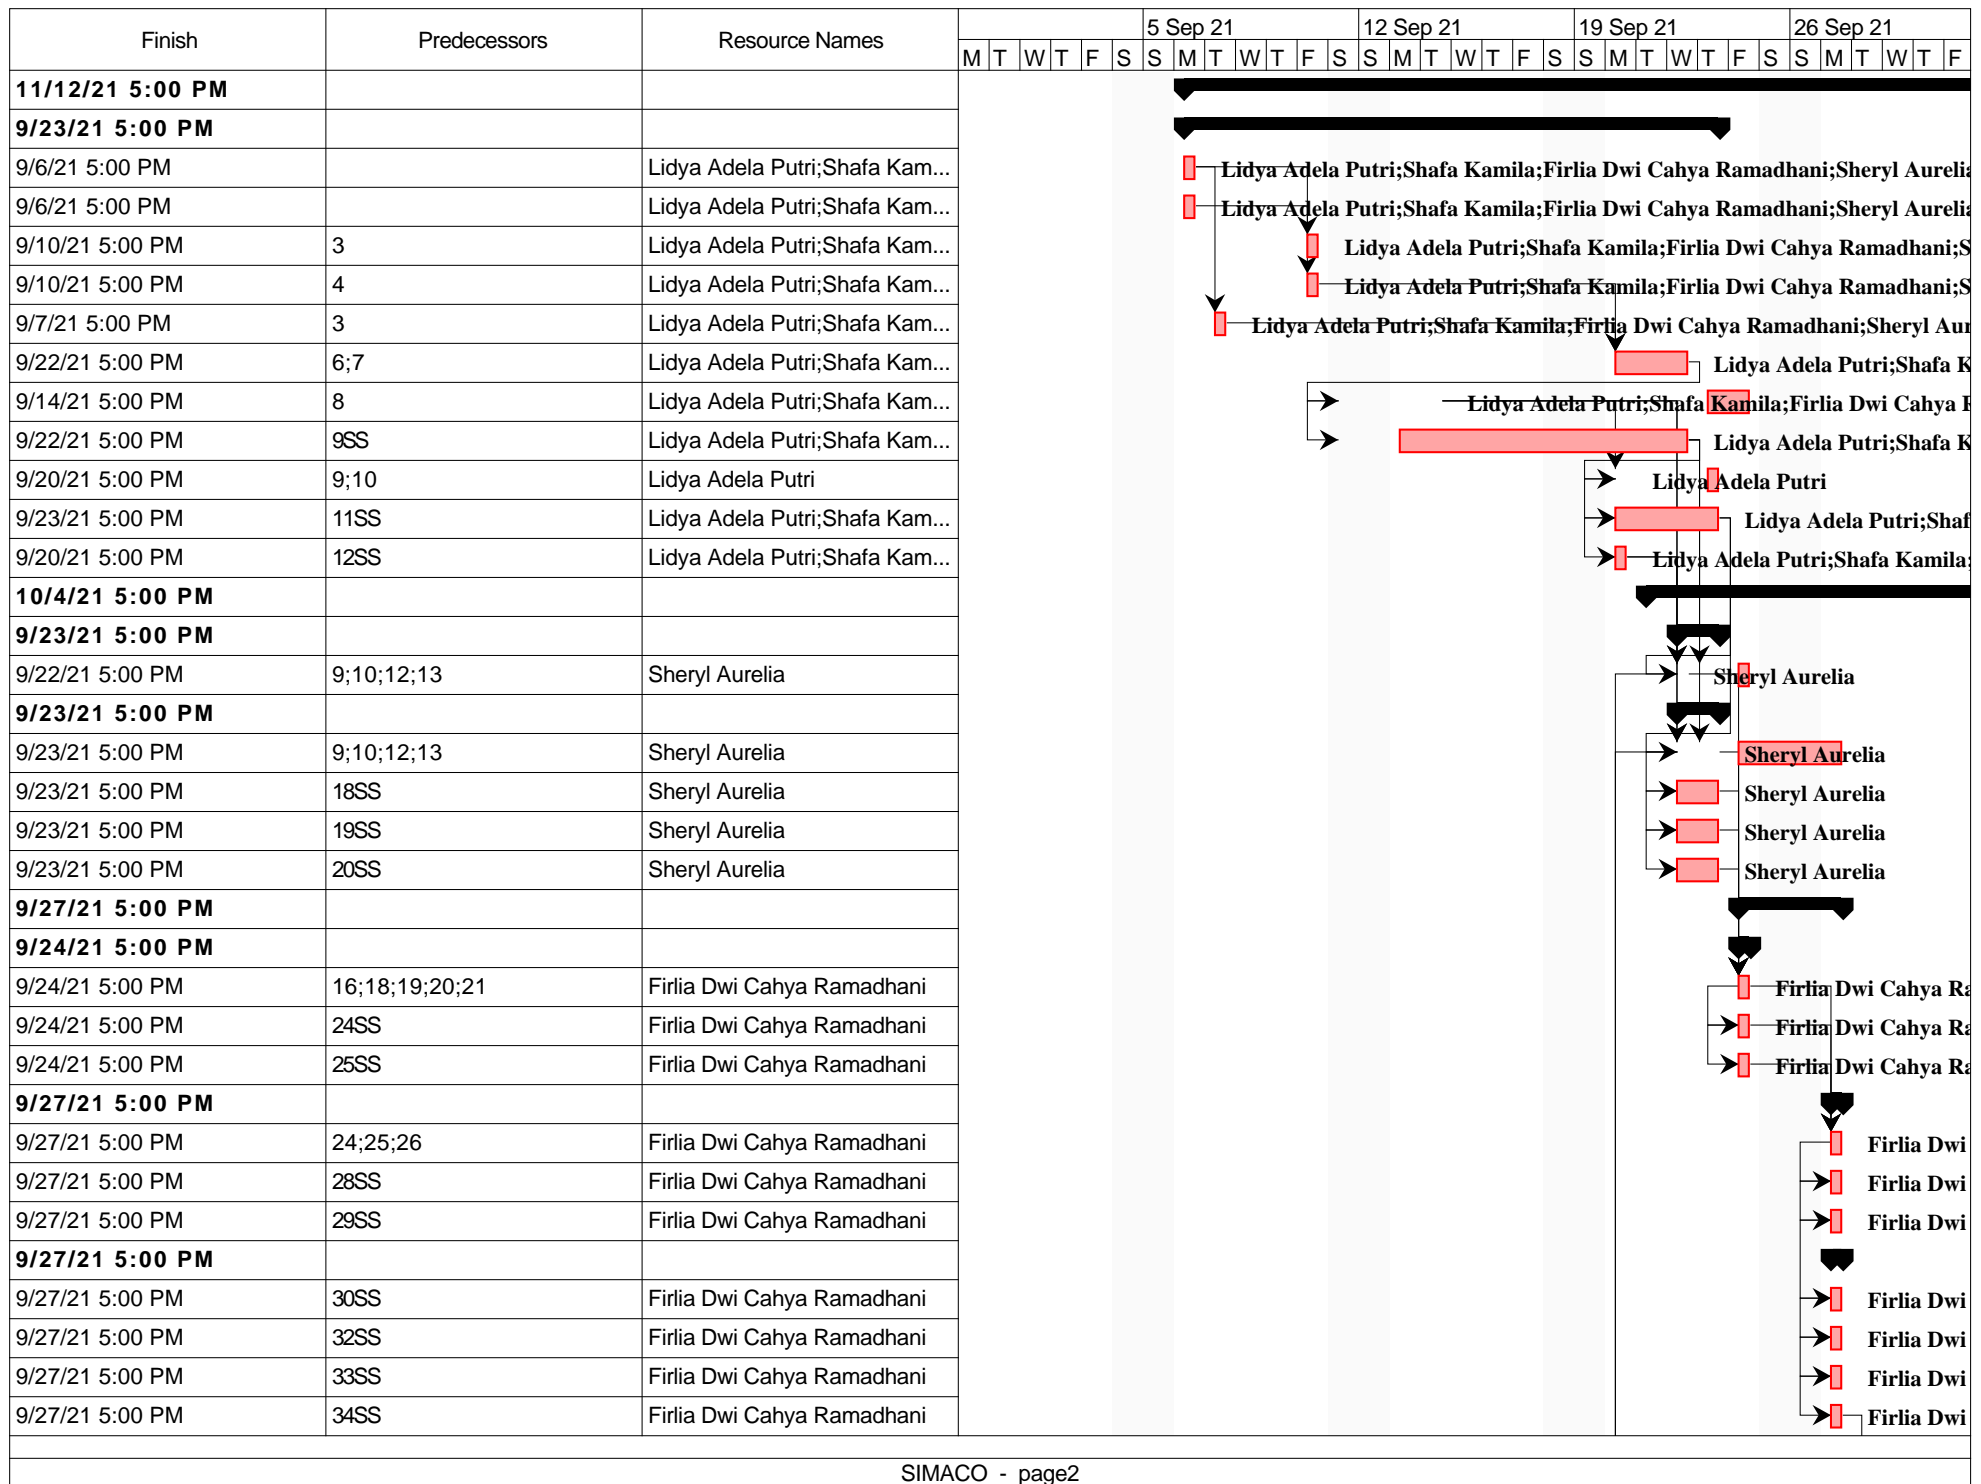 Finish Predecessors Resource Names 5 Sep 21 12 Sep 21 19 Sep 21 26 Sep 21
M T W T F S S M T W T F S S M T W T F S S M T W T F S S M T W T F
11/12/21 5:00 PM
9/23/21 5:00 PM
9/6/21 5:00 PM Lidya Adela Putri;Shafa Kam... Lidya Adela Putri;Shafa Kamila;Firlia Dwi Cahya Ramadhani;Sheryl Aurelia
9/6/21 5:00 PM Lidya Adela Putri;Shafa Kam... Lidya Adela Putri;Shafa Kamila;Firlia Dwi Cahya Ramadhani;Sheryl Aurelia
9/10/21 5:00 PM 3 Lidya Adela Putri;Shafa Kam... Lidya Adela Putri;Shafa Kamila;Firlia Dwi Cahya Ramadhani;S
9/10/21 5:00 PM 4 Lidya Adela Putri;Shafa Kam... Lidya Adela Putri;Shafa Kamila;Firlia Dwi Cahya Ramadhani;S
9/7/21 5:00 PM 3 Lidya Adela Putri;Shafa Kam... Lidya Adela Putri;Shafa Kamila;Firlia Dwi Cahya Ramadhani;Sheryl Aur
9/22/21 5:00 PM 6;7 Lidya Adela Putri;Shafa Kam... Lidya Adela Putri;Shafa K
9/14/21 5:00 PM 8 Lidya Adela Putri;Shafa Kam... Lidya Adela Putri;Shafa Kamila;Firlia Dwi Cahya R
9/22/21 5:00 PM 9SS Lidya Adela Putri;Shafa Kam... Lidya Adela Putri;Shafa K
9/20/21 5:00 PM 9;10 Lidya Adela Putri Lidya Adela Putri
9/23/21 5:00 PM 11SS Lidya Adela Putri;Shafa Kam... Lidya Adela Putri;Shaf
9/20/21 5:00 PM 12SS Lidya Adela Putri;Shafa Kam... Lidya Adela Putri;Shafa Kamila;
10/4/21 5:00 PM
9/23/21 5:00 PM
9/22/21 5:00 PM 9;10;12;13 Sheryl Aurelia Sheryl Aurelia
9/23/21 5:00 PM
9/23/21 5:00 PM 9;10;12;13 Sheryl Aurelia Sheryl Aurelia
9/23/21 5:00 PM 18SS Sheryl Aurelia Sheryl Aurelia
9/23/21 5:00 PM 19SS Sheryl Aurelia Sheryl Aurelia
9/23/21 5:00 PM 20SS Sheryl Aurelia Sheryl Aurelia
9/27/21 5:00 PM
9/24/21 5:00 PM
9/24/21 5:00 PM 16;18;19;20;21 Firlia Dwi Cahya Ramadhani Firlia Dwi Cahya Ra
9/24/21 5:00 PM 24SS Firlia Dwi Cahya Ramadhani Firlia Dwi Cahya Ra
9/24/21 5:00 PM 25SS Firlia Dwi Cahya Ramadhani Firlia Dwi Cahya Ra
9/27/21 5:00 PM
9/27/21 5:00 PM 24;25;26 Firlia Dwi Cahya Ramadhani Firlia Dwi
9/27/21 5:00 PM 28SS Firlia Dwi Cahya Ramadhani Firlia Dwi
9/27/21 5:00 PM 29SS Firlia Dwi Cahya Ramadhani Firlia Dwi
9/27/21 5:00 PM
9/27/21 5:00 PM 30SS Firlia Dwi Cahya Ramadhani Firlia Dwi
9/27/21 5:00 PM 32SS Firlia Dwi Cahya Ramadhani Firlia Dwi
9/27/21 5:00 PM 33SS Firlia Dwi Cahya Ramadhani Firlia Dwi
9/27/21 5:00 PM 34SS Firlia Dwi Cahya Ramadhani Firlia Dwi
SIMACO - page2